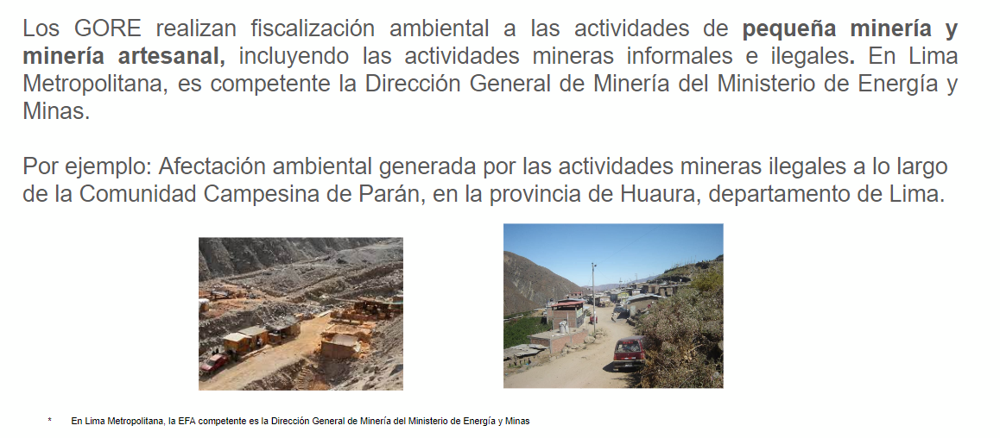 Los GORE realizan fiscalización ambiental a las actividades de pequeña minería y
minería artesanal, incluyendo las actividades mineras informales e ilegales. En Lima
Metropolitana, es competente la Dirección General de Minería del Ministerio de Energía y
Minas.
Por ejemplo: Afectación ambiental generada por las actividades mineras ilegales a lo largo
de la Comunidad Campesina de Parán, en la provincia de Huaura, departamento de Lima.
* En Lima Metropolitana, la EFA competente es la Dirección General de Minería del Ministerio de Energía y Minas